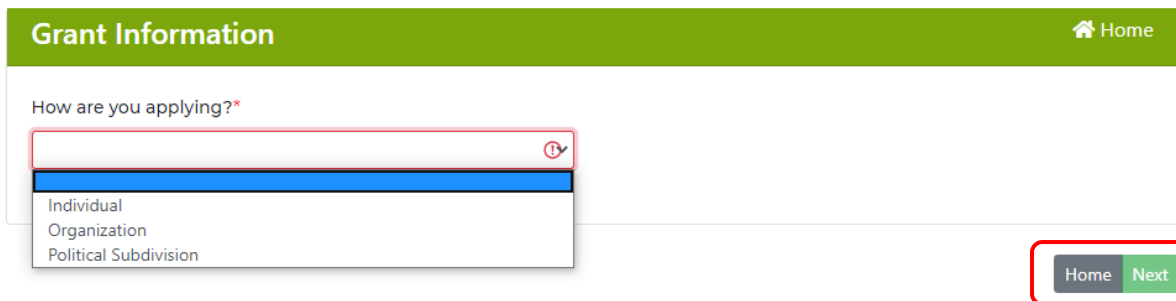 Grant Information
Home
How are you applying?*
Individual
Organization
Political Subdivision
Home Next